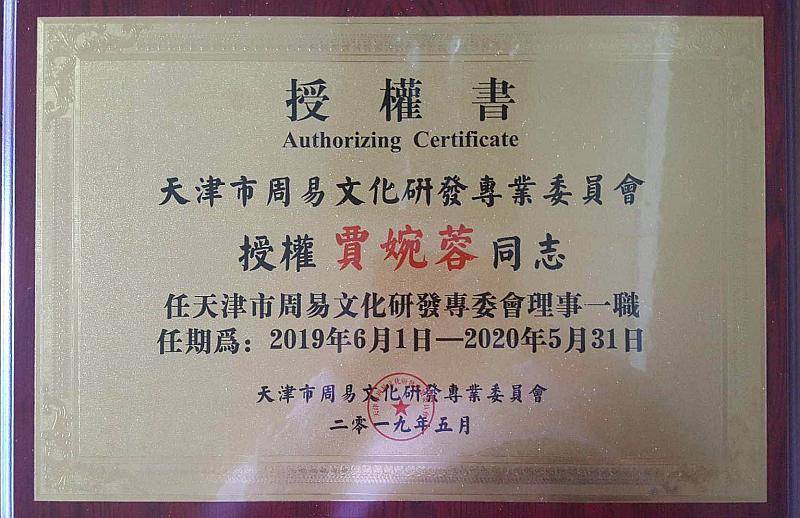 授權書
Authorizing Certificate
天津市周易文化研發專業委員會
授權 賈婉蓉 同志
任天津市周易文化研發專委會理事一職
任期爲：2019年6月1日—2020年5月31日
天津市周易文化研發專業委員會
二零一九年五月